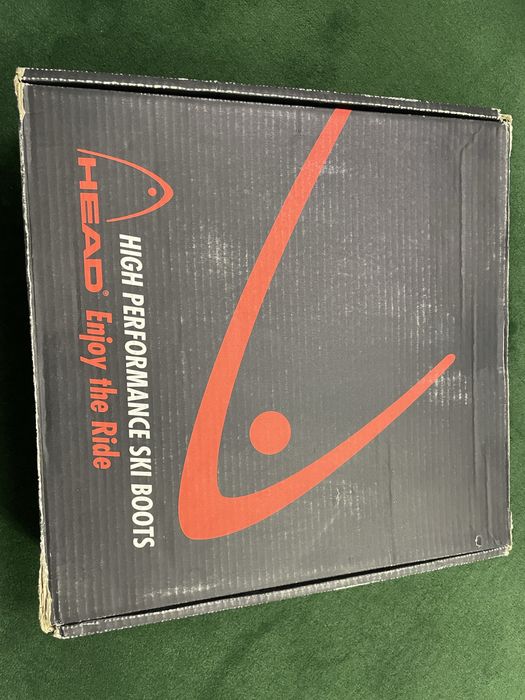 HIGH PERFORMANCE SKI BOOTS
HEAD® Enjoy the Ride